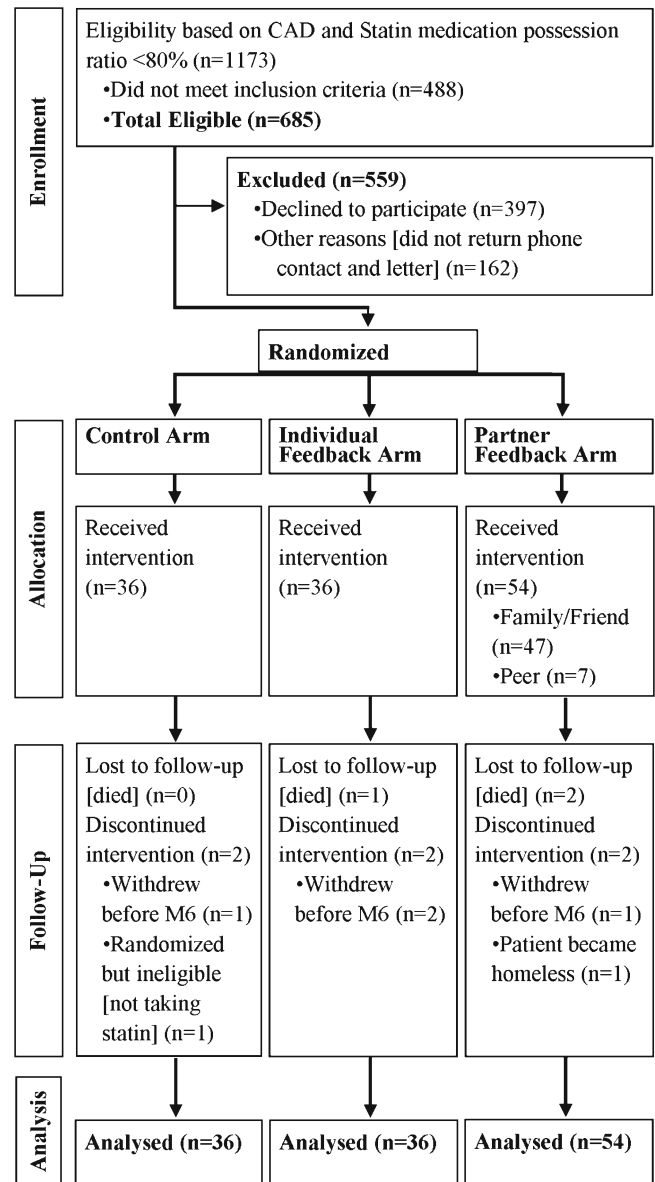 Enrollment
Eligibility based on CAD and Statin medication possession
ratio <80% (n=1173)
•Did not meet inclusion criteria (n=488)
•Total Eligible (n=685)
Excluded (n=559)
•Declined to participate (n=397)
•Other reasons [did not return phone
contact and letter] (n=162)
Randomized
Allocation
Control Arm
Individual
Feedback Arm
Partner
Feedback Arm
Received
intervention
(n=36)
Received
intervention
(n=36)
Received
intervention
(n=54)
•Family/Friend
(n=47)
•Peer (n=7)
Follow-Up
Lost to follow-up
[died] (n=0)
Discontinued
intervention (n=2)
•Withdrew
before M6 (n=1)
•Randomized
but ineligible
[not taking
statin] (n=1)
Lost to follow-up
[died] (n=1)
Discontinued
intervention (n=2)
•Withdrew
before M6 (n=2)
Lost to follow-up
[died] (n=2)
Discontinued
intervention (n=2)
•Withdrew
before M6 (n=1)
•Patient became
homeless (n=1)
Analysis
Analysed (n=36)
Analysed (n=36)
Analysed (n=54)